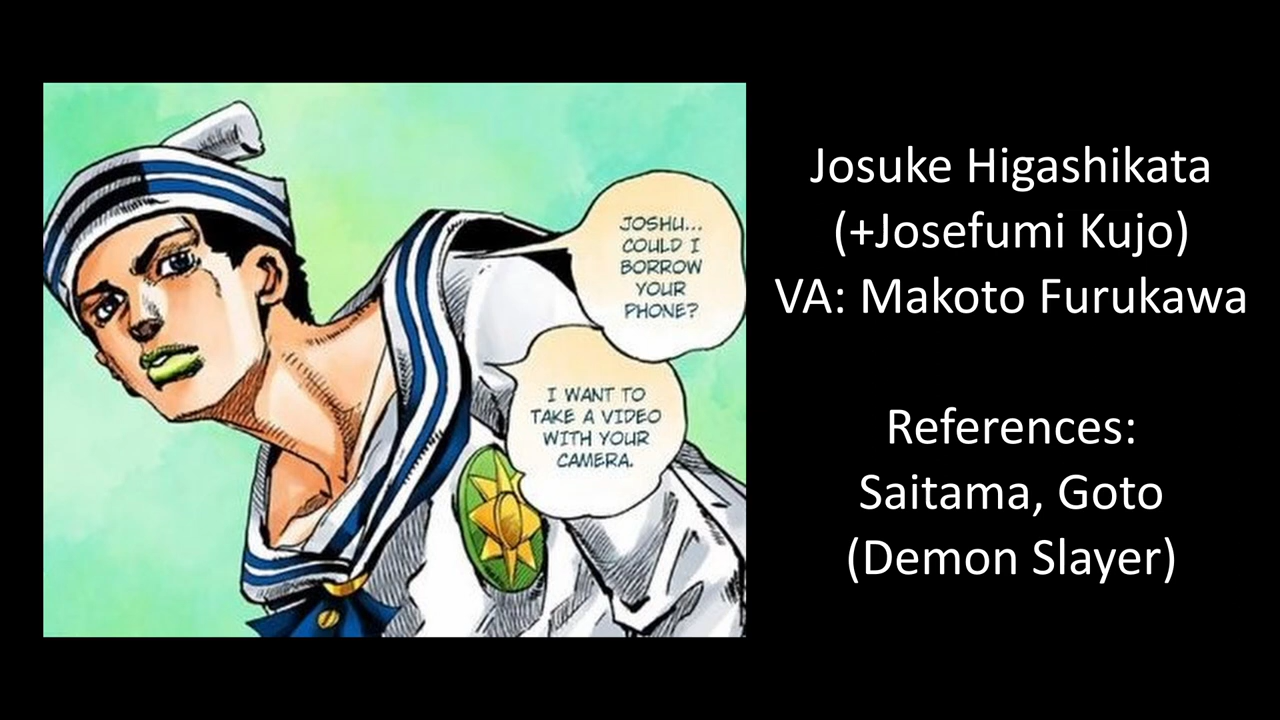 JOSHU...
COULD I
BORROW
YOUR
PHONE?
I WANT TO
TAKE A VIDEO
WITH YOUR
CAMERA.
Josuke Higashikata
(+Josefumi Kujo)
VA: Makoto Furukawa
References:
Saitama, Goto
(Demon Slayer)